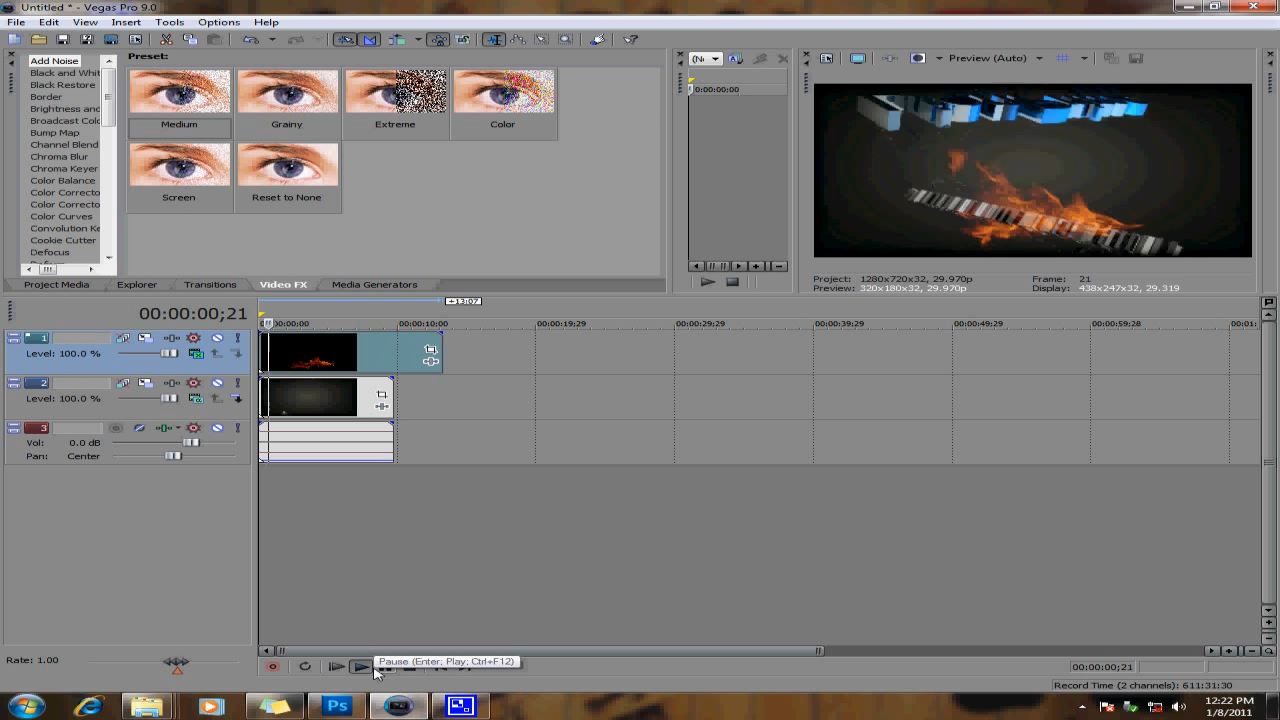 Untitled * - Vegas Pro 9.0
File Edit View Insert Tools Options Help
Add Noise
Black and Whit
Black Restore
Border
Brightness and
Broadcast Colo
Bump Map
Channel Blend
Chroma Blur
Chroma Keyer
Color Balance
Color Correcto
Color Correcto
Color Curves
Convolution Ke
Cookie Cutter
Defocus
Preset:
Medium Grainy Extreme Color
Screen Reset to None
Project Media Explorer Transitions Video FX Media Generators
0:00:00;00
Preview (Auto)
Project: 1280x720x32, 29.970p Frame: 21
Preview: 320x180x32, 29.970p Display: 438x247x32, 29.319
00:00:00;21
+13;07
00:00:10;00 00:00:19;29 00:00:29;29 00:00:39;29 00:00:49;29 00:00:59;28 00:01:
1
Level: 100.0 %
2
Level: 100.0 %
3
Vol: 0.0 dB
Pan: Center
Rate: 1.00
Pause (Enter; Play; Ctrl+F12)
00:00:00;21
Record Time (2 channels): 611:31:30
Ps
12:22 PM
1/8/2011